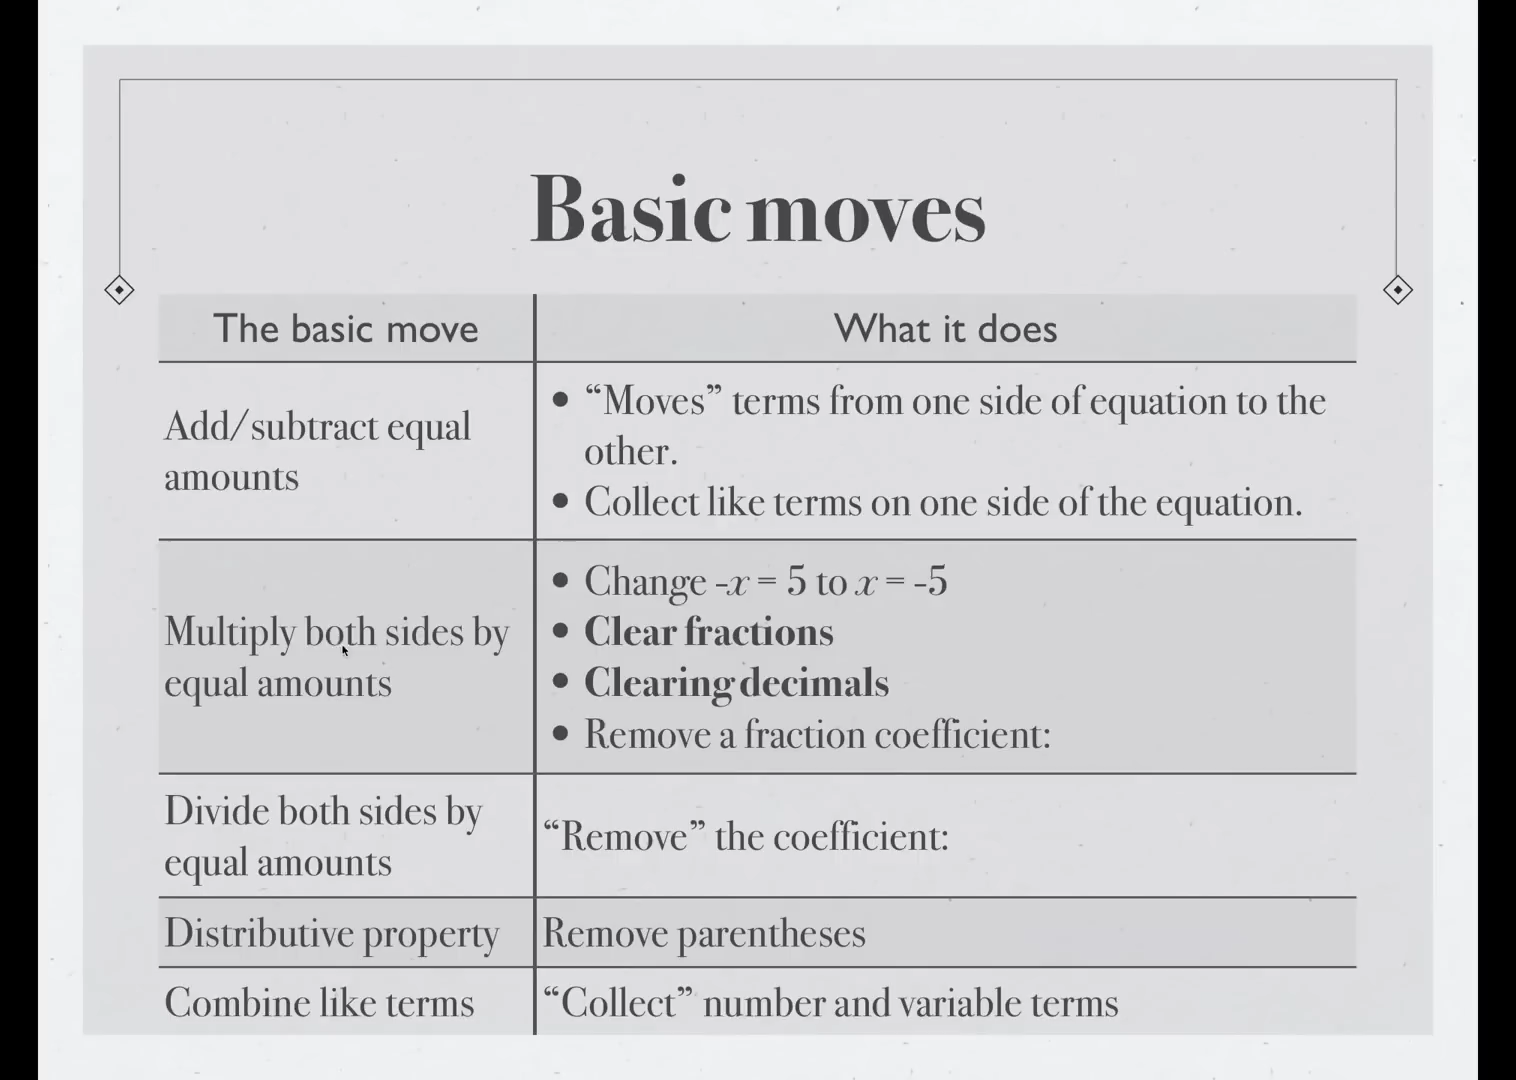 Basic moves
The basic move
What it does
Add/subtract equal
amounts
• “Moves” terms from one side of equation to the
other.
• Collect like terms on one side of the equation.
Multiply both sides by
equal amounts
• Change -x = 5 to x = -5
• Clear fractions
• Clearing decimals
• Remove a fraction coefficient:
Divide both sides by
equal amounts
“Remove” the coefficient:
Distributive property
Remove parentheses
Combine like terms
“Collect” number and variable terms